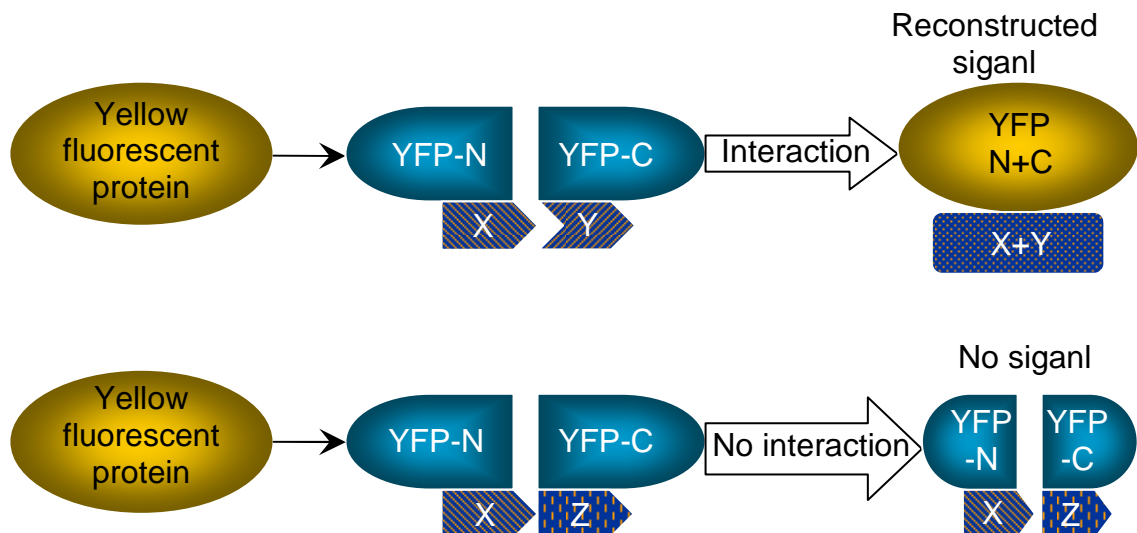 Reconstructed
siganl
Yellow
fluorescent
protein
YFP-N
YFP-C
Interaction
YFP
N+C
X
Y
X+Y
No siganl
Yellow
fluorescent
protein
YFP-N
YFP-C
No interaction
YFP
-N
YFP
-C
X
Z
X
Z